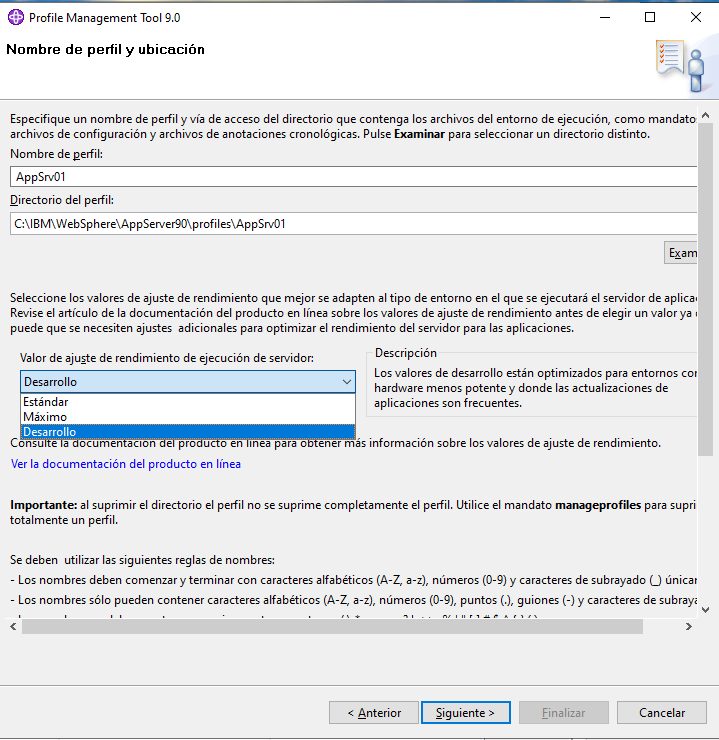 Profile Management Tool 9.0
Nombre de perfil y ubicación
Especifique un nombre de perfil y vía de acceso del directorio que contenga los archivos del entorno de ejecución, como
archivos de configuración y archivos de anotaciones cronológicas. Pulse Examinar para seleccionar un directorio distinto.
Nombre de perfil:
AppSrv01
Directorio del perfil:
C:\IBM\WebSphere\AppServer90\profiles\AppSrv01
Exam
Seleccione los valores de ajuste de rendimiento que mejor se adapten al tipo de entorno en el que se ejecutará el servidor de
Revise el artículo de la documentación del producto en línea sobre los valores de ajuste de rendimiento antes de elegir un valor ya
puede que se necesiten ajustes adicionales para optimizar el rendimiento del servidor para las aplicaciones.
Valor de ajuste de rendimiento de ejecución de servidor:
Desarrollo
Estándar
Máximo
Desarrollo
Descripción
Los valores de desarrollo están optimizados para entornos con
hardware menos potente y donde las actualizaciones de
aplicaciones son frecuentes.
Consulte la documentación del producto en línea para obtener más información sobre los valores de ajuste de rendimiento.
Ver la documentación del producto en línea
Importante: al suprimir el directorio el perfil no se suprime completamente el perfil. Utilice el mandato manageprofiles para
totalmente un perfil.
Se deben utilizar las siguientes reglas de nombres:
- Los nombres deben comenzar y terminar con caracteres alfabéticos (A-Z, a-z), números (0-9) y caracteres de subrayado (_)
- Los nombres sólo pueden contener caracteres alfabéticos (A-Z, a-z), números (0-9), puntos (.), guiones (-) y caracteres de
< Anterior
Siguiente >
Finalizar
Cancelar